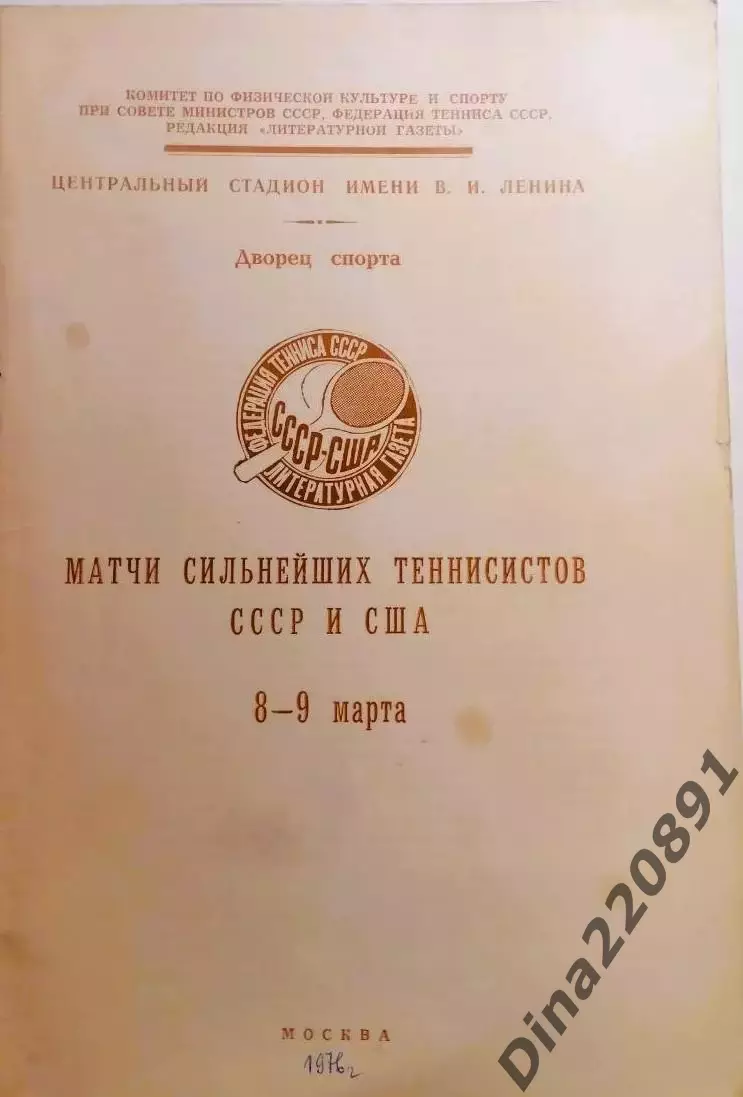 КОМИТЕТ ПО ФИЗИЧЕСКОЙ КУЛЬТУРЕ И СПОРТУ
ПРИ СОВЕТЕ МИНИСТРОВ СССР, ФЕДЕРАЦИЯ ТЕННИСА СССР,
РЕДАКЦИЯ «ЛИТЕРАТУРНОЙ ГАЗЕТЫ»
ЦЕНТРАЛЬНЫЙ СТАДИОН ИМЕНИ В. И. ЛЕНИНА
Дворец спорта
ФЕДЕРАЦИЯ ТЕННИСА СССР
СССР-США
ЛИТЕРАТУРНАЯ ГАЗЕТА
МАТЧИ СИЛЬНЕЙШИХ ТЕННИСИСТОВ
СССР И США
8—9 марта
МОСКВА
1976г
Dina220891